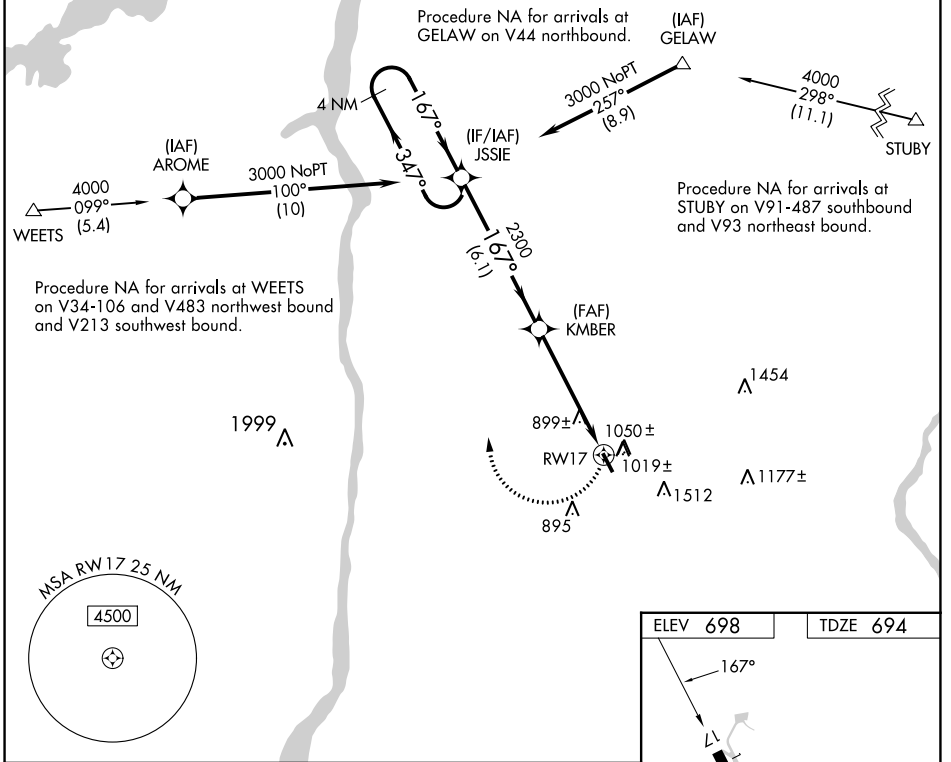 Procedure NA for arrivals at
GELAW on V44 northbound.
(IAF)
GELAW
3000 NoPT
257°
(8.9)
4000
298°
(11.1)
STUBY
4 NM
167°
347°
(IF/IAF)
JSSIE
(IAF)
AROME
3000 NoPT
100°
(10)
4000
099°
(5.4)
WEETS
Procedure NA for arrivals at
STUBY on V91-487 southbound
and V93 northeast bound.
2300
167°
(6.1)
Procedure NA for arrivals at WEETS
on V34-106 and V483 northwest bound
and V213 southwest bound.
(FAF)
KMBER
1454
1999
899±
1050±
RW17
1019±
1177±
1512
895
MSA RW17 25 NM
4500
ELEV 698
TDZE 694
167°
17